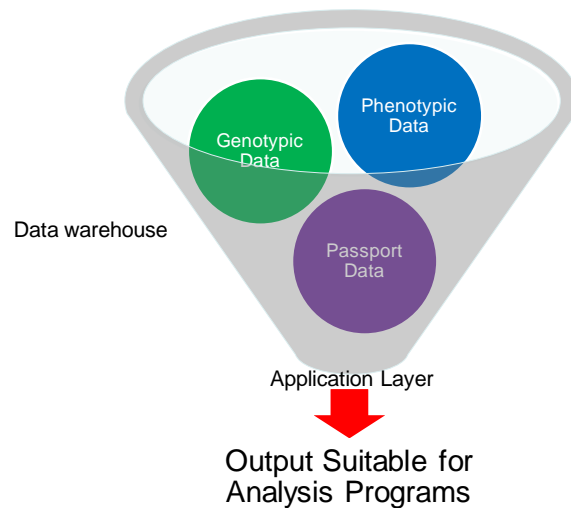 Phenotypic
Data
Genotypic
Data
Data warehouse
Passport
Data
Application Layer
Output Suitable for
Analysis Programs